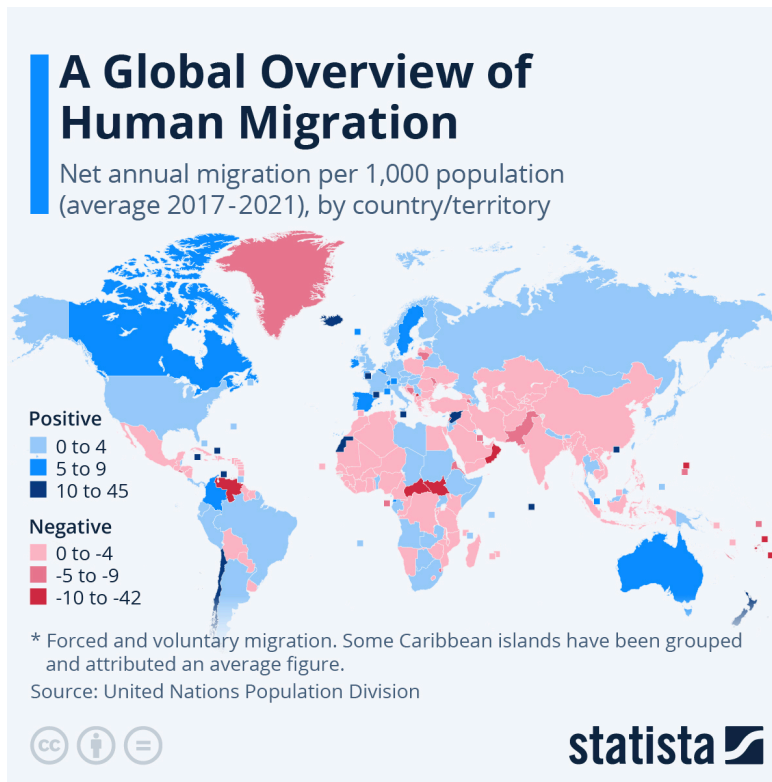 A Global Overview of
Human Migration
Net annual migration per 1,000 population
(average 2017-2021), by country/territory
Positive
0 to 4
5 to 9
10 to 45
Negative
0 to -4
-5 to -9
-10 to -42
* Forced and voluntary migration. Some Caribbean islands have been grouped
and attributed an average figure.
Source: United Nations Population Division
cc
statista